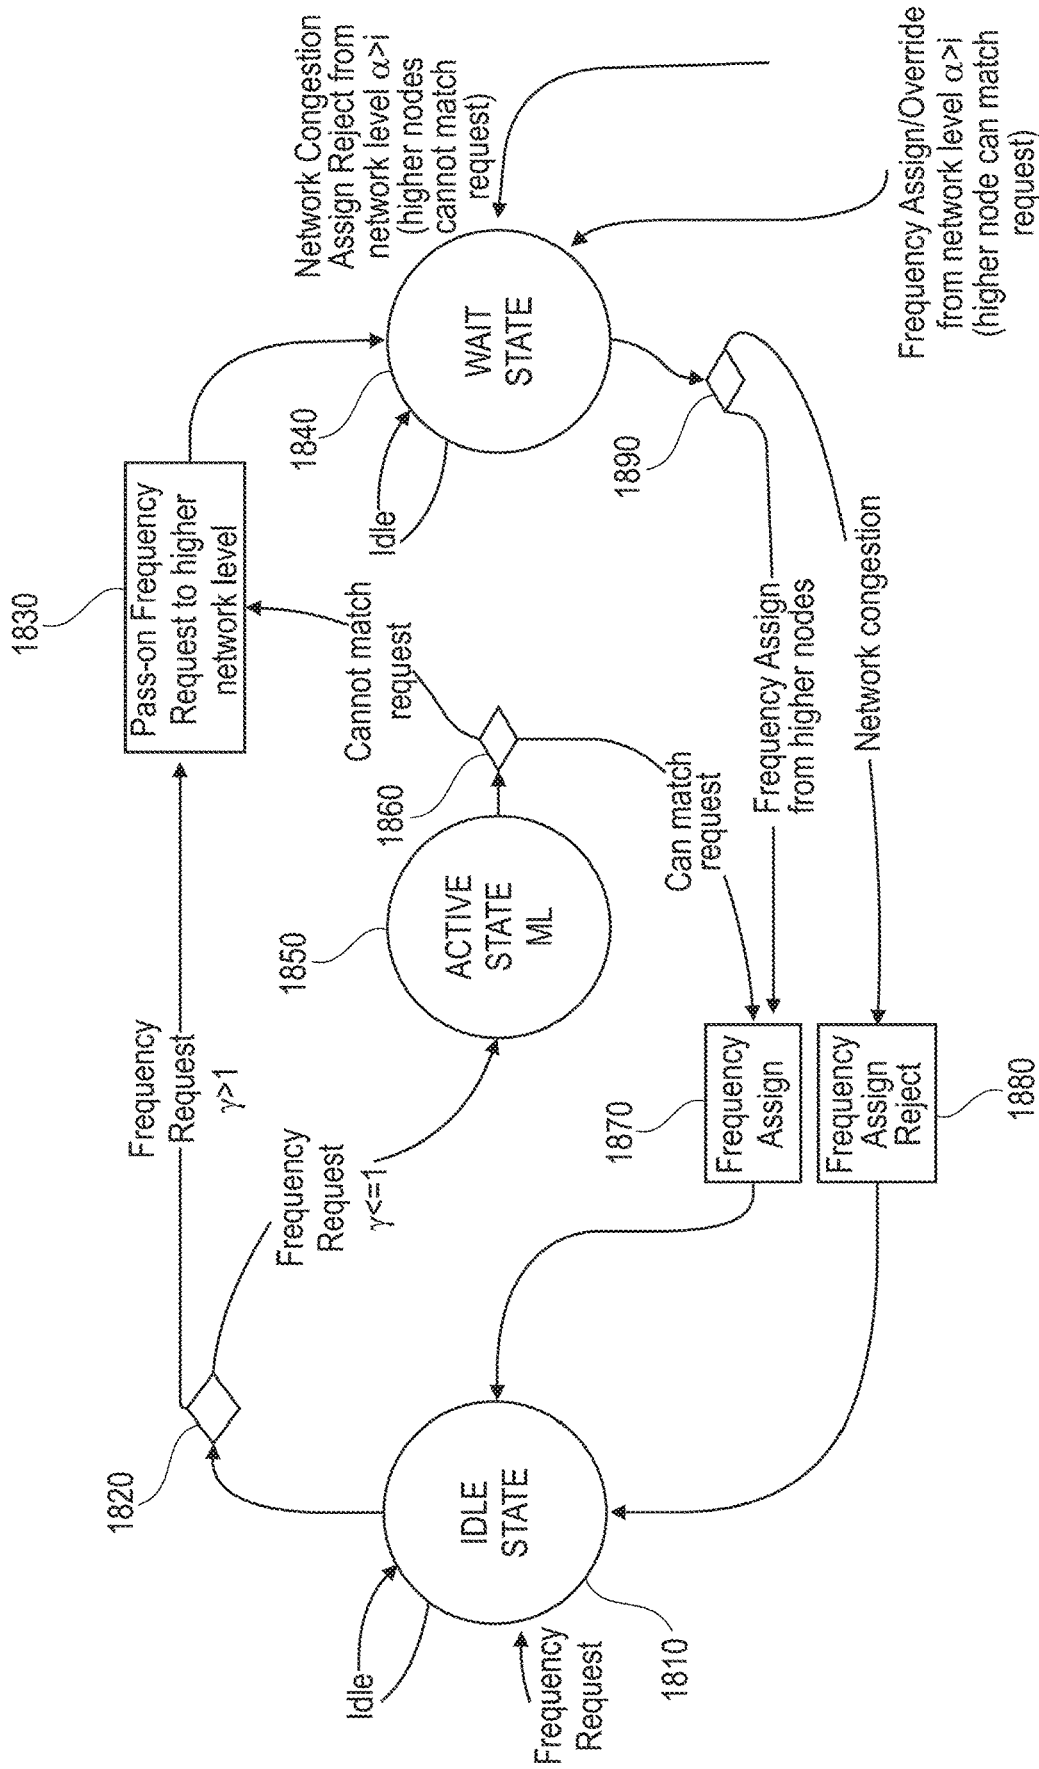 1830
Pass-on Frequency
Request to higher
network level
Network Congestion
Assign Reject from
network level α>i
(higher nodes
cannot match
request)
Frequency
Request
γ>1
1820
Frequency
Request
γ<=1
1850
ACTIVE
STATE
ML
1860
Cannot match
request
1840
WAIT
STATE
Idle
Idle
IDLE
STATE
1810
Frequency
Request
Can match
request
1890
Frequency Assign
from higher nodes
Network congestion
1870
Frequency
Assign
Frequency
Assign
Reject
1880
Frequency Assign/Override
from network level α>i
(higher node can match
request)